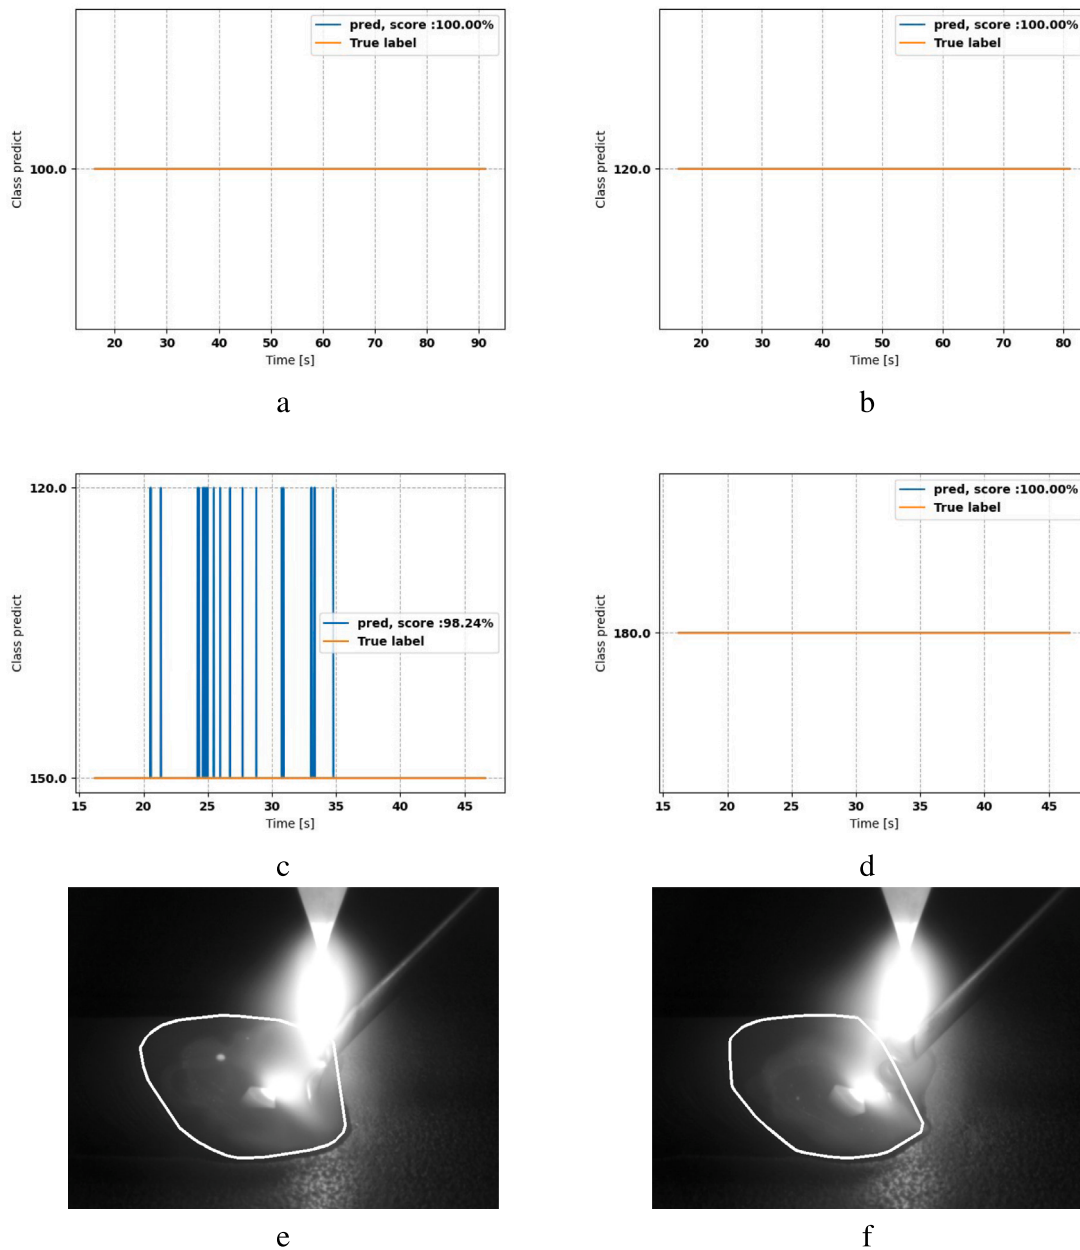 pred, score :100.00%
True label
Class predict
100.0
20 30 40 50 60 70 80 90
Time [s]
a
pred, score :100.00%
True label
Class predict
120.0
20 30 40 50 60 70 80
Time [s]
b
120.0
Class predict
pred, score :98.24%
True label
150.0
15 20 25 30 35 40 45
Time [s]
c
pred, score :100.00%
True label
Class predict
180.0
15 20 25 30 35 40 45
Time [s]
d
e
f